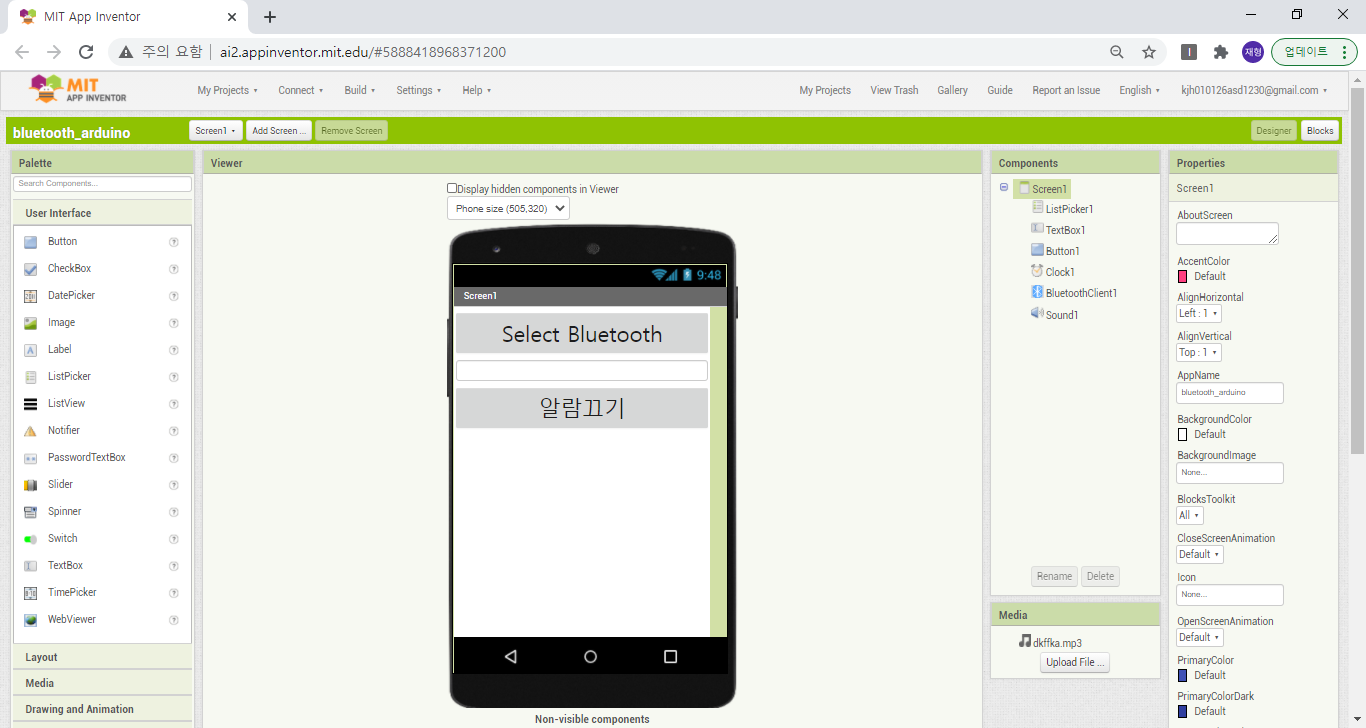 MIT App Inventor
주의 요함
ai2.appinventor.mit.edu/#5888418968371200
재형
업데이트
MIT
APP INVENTOR
My Projects
Connect
Build
Settings
Help
My Projects
View Trash
Gallery
Guide
Report an Issue
English
kjh010126asd1230@gmail.com
bluetooth_arduino
Screen1
Add Screen ...
Remove Screen
Designer
Blocks
Palette
Search Components...
User Interface
Button
CheckBox
DatePicker
Image
Label
ListPicker
ListView
Notifier
PasswordTextBox
Slider
Spinner
Switch
TextBox
TimePicker
WebViewer
Layout
Media
Drawing and Animation
Viewer
Display hidden components in Viewer
Phone size (505,320)
9:48
Screen1
Select Bluetooth
알람끄기
Non-visible components
Components
Screen1
ListPicker1
TextBox1
Button1
Clock1
BluetoothClient1
Sound1
Rename
Delete
Media
dkffka.mp3
Upload File ...
Properties
Screen1
AboutScreen
AccentColor
Default
AlignHorizontal
Left : 1
AlignVertical
Top : 1
AppName
bluetooth_arduino
BackgroundColor
Default
BackgroundImage
None...
BlocksToolkit
All
CloseScreenAnimation
Default
Icon
None...
OpenScreenAnimation
Default
PrimaryColor
Default
PrimaryColorDark
Default